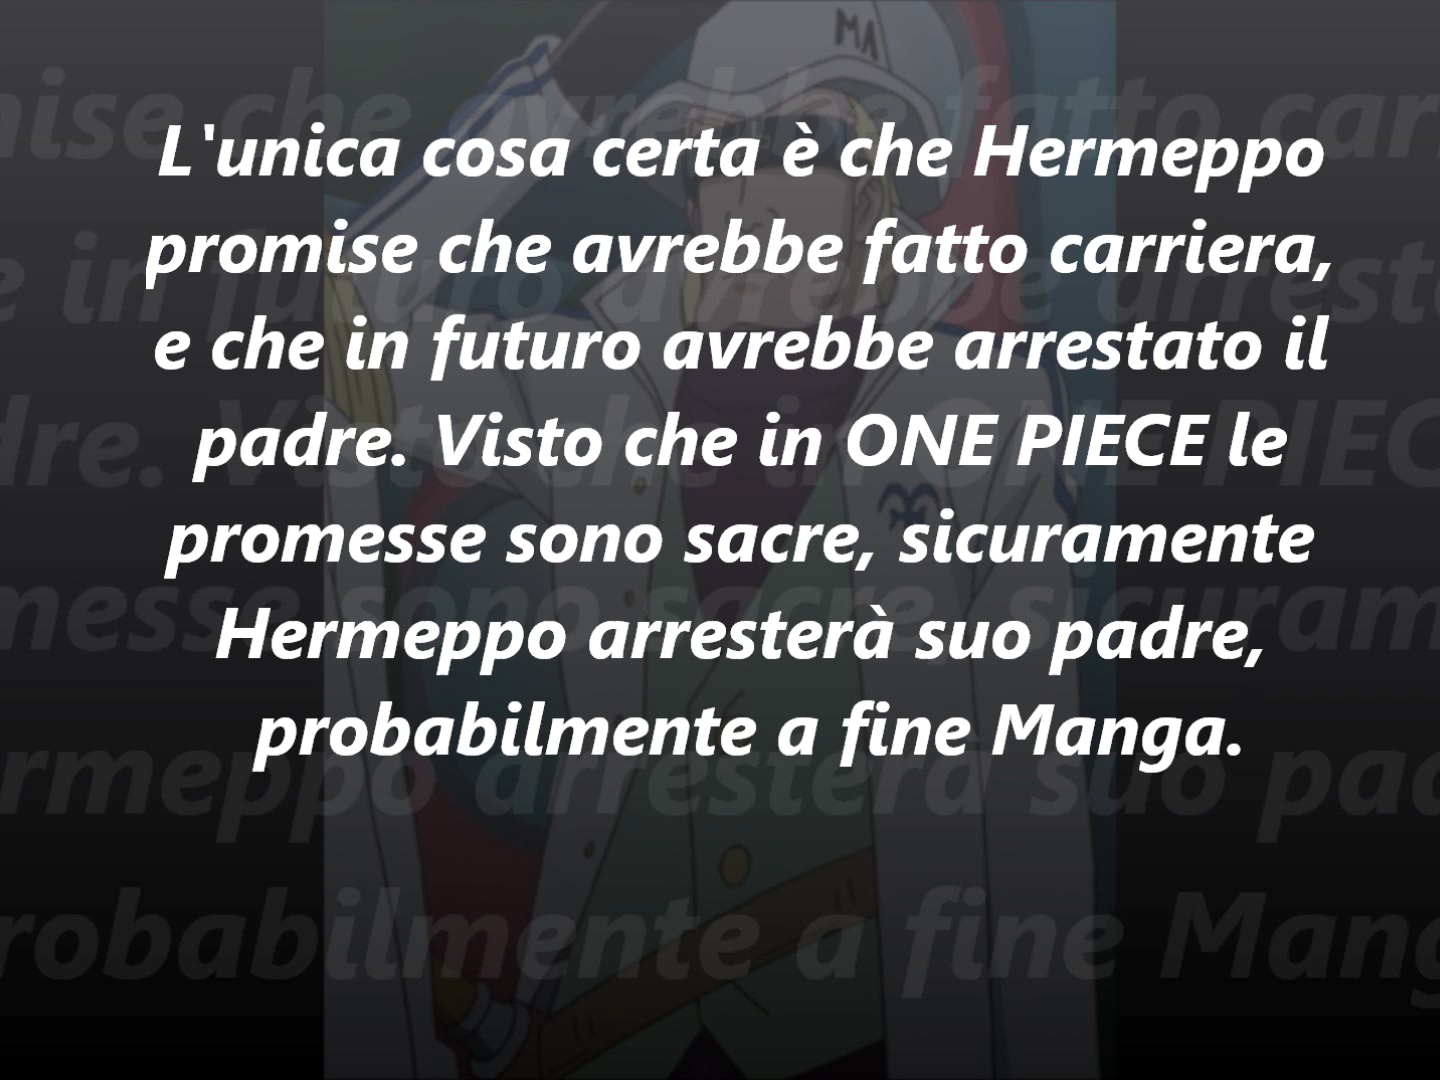 L'unica cosa certa è che Hermeppo
promise che avrebbe fatto carriera,
e che in futuro avrebbe arrestato il
padre. Visto che in ONE PIECE le
promesse sono sacre, sicuramente
Hermeppo arresterà suo padre,
probabilmente a fine Manga.
MA